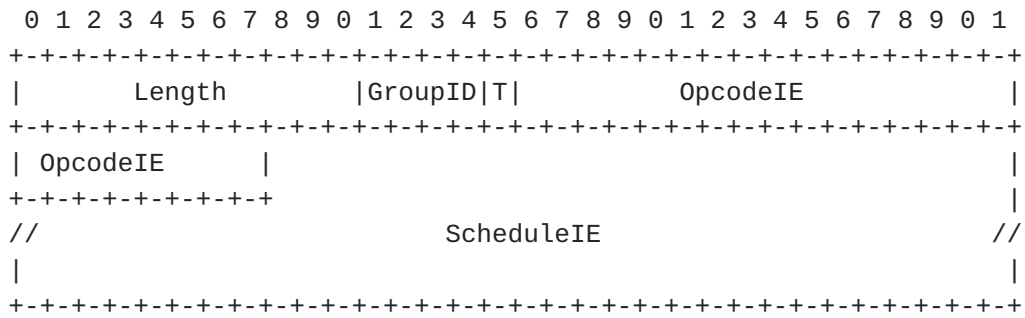 0 1 2 3 4 5 6 7 8 9 0 1 2 3 4 5 6 7 8 9 0 1 2 3 4 5 6 7 8 9 0 1
+-+-+-+-+-+-+-+-+-+-+-+-+-+-+-+-+-+-+-+-+-+-+-+-+-+-+-+-+-+-+-+-+
|       Length        |GroupID|T|          OpcodeIE             |
+-+-+-+-+-+-+-+-+-+-+-+-+-+-+-+-+-+-+-+-+-+-+-+-+-+-+-+-+-+-+-+-+
| OpcodeIE      |                                               |
+-+-+-+-+-+-+-+-+                                               |
//                          ScheduleIE                         //
|                                                               |
+-+-+-+-+-+-+-+-+-+-+-+-+-+-+-+-+-+-+-+-+-+-+-+-+-+-+-+-+-+-+-+-+